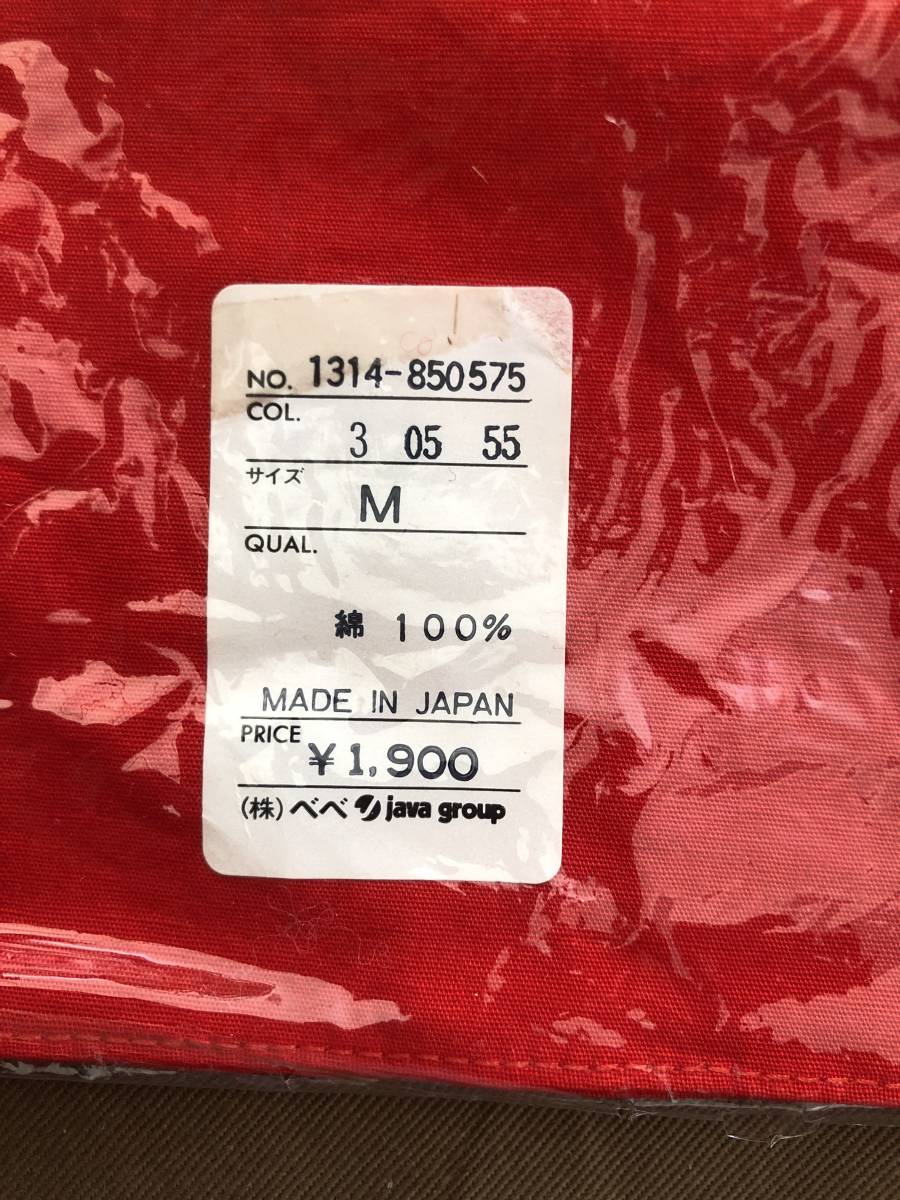 NO. 1314-850575
COL.
3 05 55
サイズ
M
QUAL.
綿 100%
MADE IN JAPAN
PRICE
¥1,900
(株)べべ java group